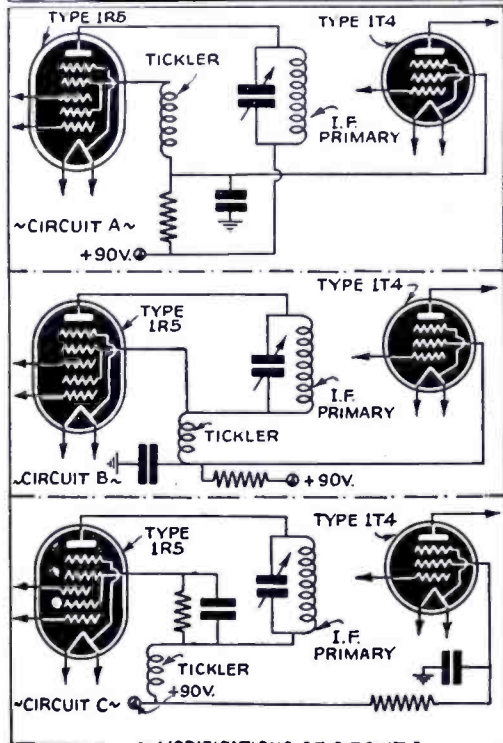 TYPE 1R5
TICKLER
TYPE 1T4
I.F.
PRIMARY
~CIRCUIT A~
+90V.
TYPE 1T4
TYPE
1R5
I.F.
PRIMARY
TICKLER
~CIRCUIT B~
+90V.
TYPE
1R5
TYPE 1T4
I.F.
PRIMARY
TICKLER
+90V.
~CIRCUIT C~